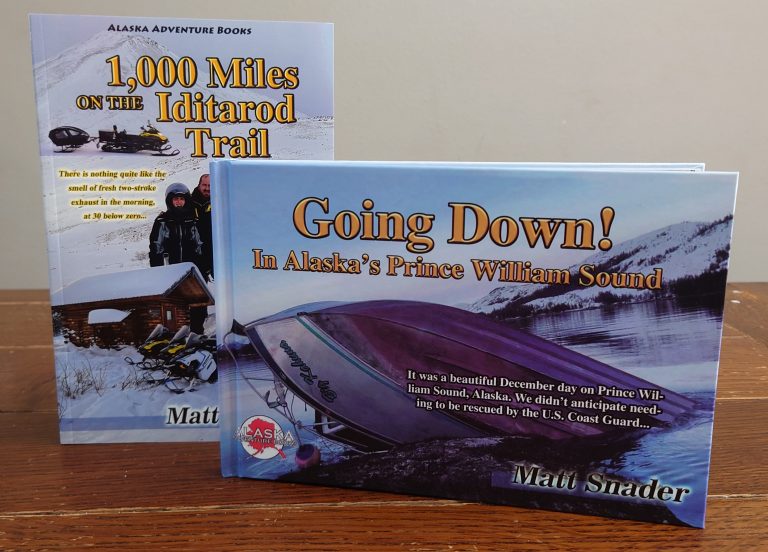 ALASKA ADVENTURE BOOKS
1,000 Miles
ON THE Iditarod
Trail
There is nothing quite like the
smell of fresh two-stroke
exhaust in the morning,
at 30 below zero...
Matt
Going Down!
In Alaska's Prince William Sound
It was a beautiful December day on Prince Wil-
liam Sound, Alaska. We didn't anticipate need-
ing to be rescued by the U.S. Coast Guard...
ALASKA
Matt Snader